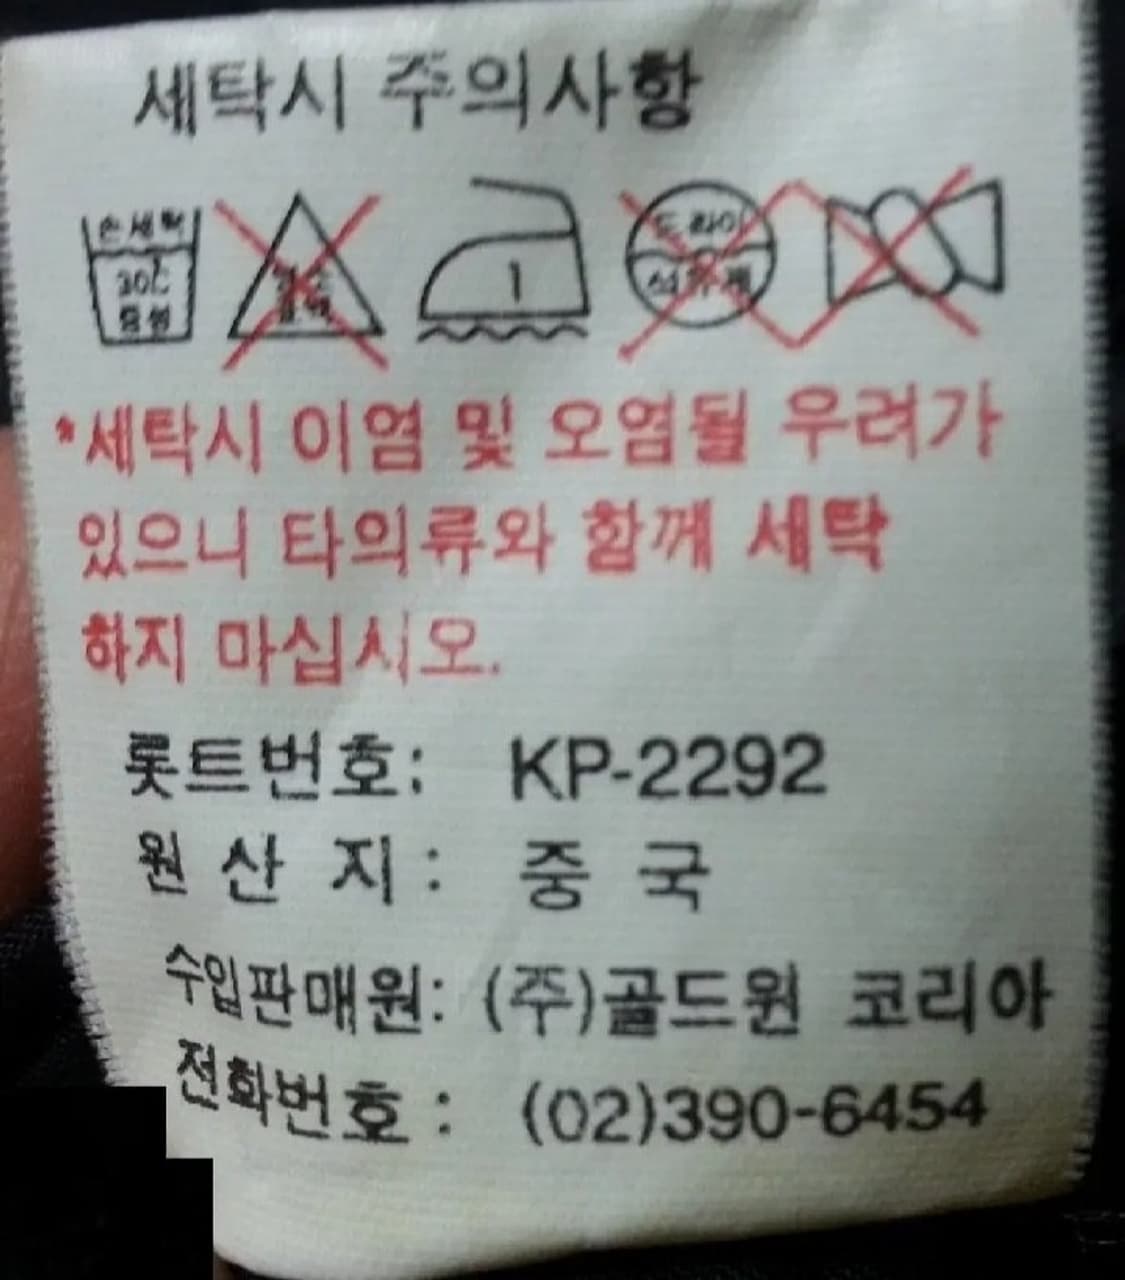 세탁시 주의사항
손세탁 드라이
30℃ 1 석유제
중성
*세탁시 이염 및 오염될 우려가
있으니 타의류와 함께 세탁
하지 마십시오.
롯트번호: KP-2292
원 산 지 : 중 국
수입판매원: (주)골드윈 코리아
전화번호 : (02)390-6454